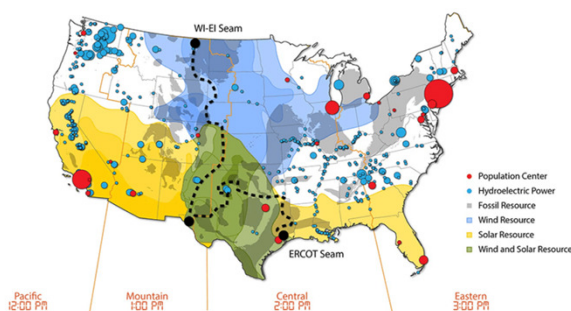 WI-EI Seam
Population Center
Hydroelectric Power
Fossil Resource
Wind Resource
Solar Resource
Wind and Solar Resource
ERCOT Seam
Pacific
12:00 PM
Mountain
1:00 PM
Central
2:00 PM
Eastern
3:00 PM